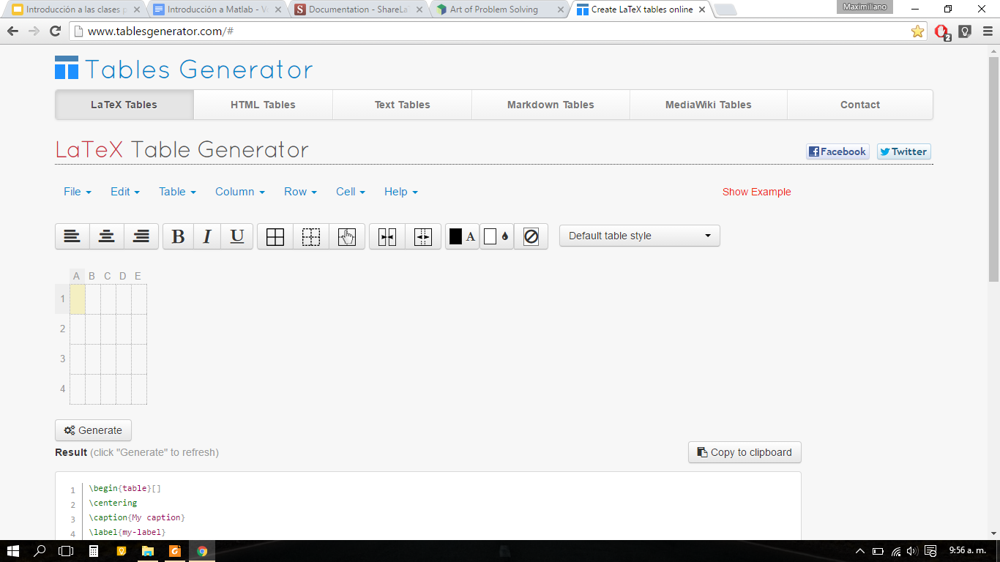 Introducción a las clases p
Introducción a Matlab - Ve
Documentation - ShareLa
Art of Problem Solving
Create LaTeX tables online
Maximiliano
www.tablesgenerator.com/#
2
Tables Generator
LaTeX Tables
HTML Tables
Text Tables
Markdown Tables
MediaWiki Tables
Contact
LaTeX Table Generator
Facebook
Twitter
File
Edit
Table
Column
Row
Cell
Help
Show Example
B
I
U
A
Default table style
A B C D E
1
2
3
4
Generate
Result (click "Generate" to refresh)
Copy to clipboard
1 \begin{table}[]
2 \centering
3 \caption{My caption}
4 \label{my-label}
9:56 a. m.